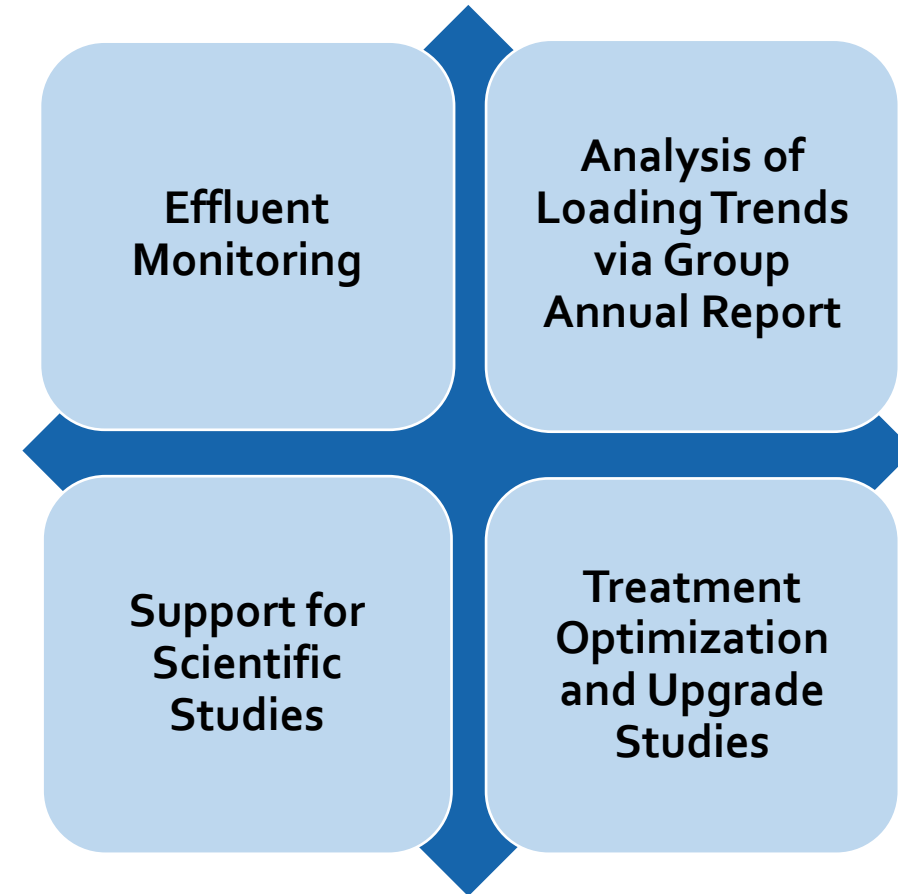 Effluent
Monitoring
Analysis of
Loading Trends
via Group
Annual Report
Support for
Scientific
Studies
Treatment
Optimization
and Upgrade
Studies